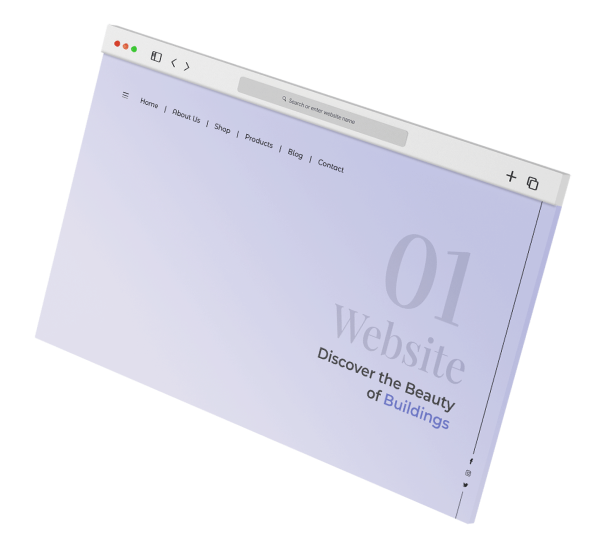 Search or enter website name
Home | About Us | Shop | Products | Blog | Contact
01
Website
Discover the Beauty
of Buildings